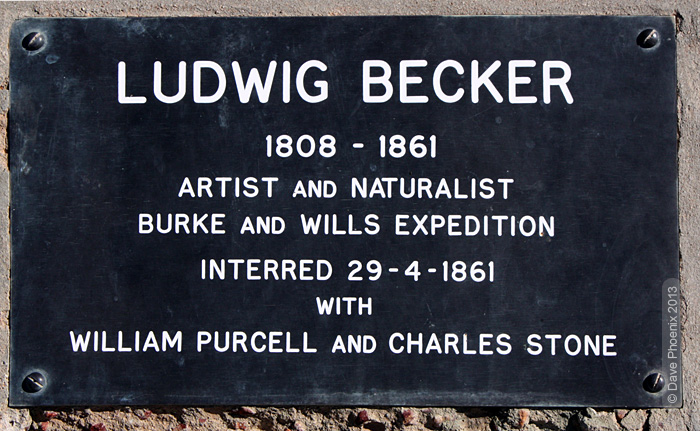 LUDWIG BECKER
1808 - 1861
ARTIST AND NATURALIST
BURKE AND WILLS EXPEDITION
INTERRED 29-4-1861
WITH
WILLIAM PURCELL AND CHARLES STONE
© Dave Phoenix 2013